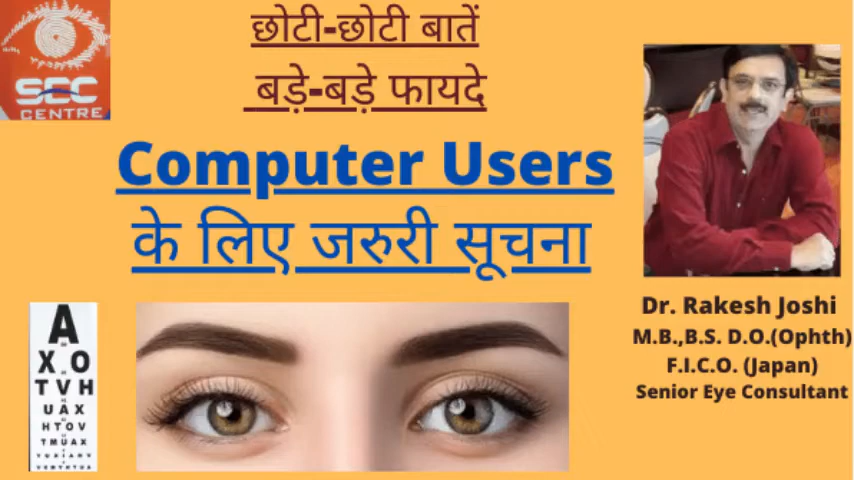 SEC
CENTRE
छोटी-छोटी बातें
बड़े-बड़े फायदे
Computer Users
के लिए जरुरी सूचना
Dr. Rakesh Joshi
M.B.,B.S. D.O.(Ophth)
F.I.C.O. (Japan)
Senior Eye Consultant
A
X O
T V H
U A X
H T O V
T M U A X